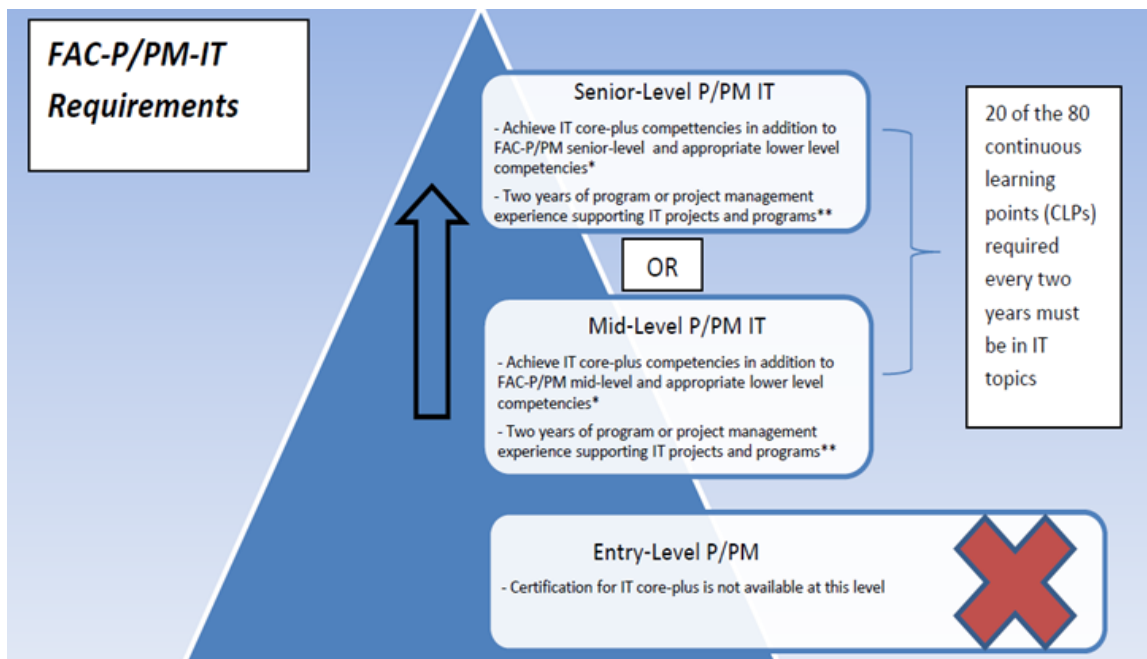 FAC-P/PM-IT
Requirements
Senior-Level P/PM IT
- Achieve IT core-plus compettencies in addition to
FAC-P/PM senior-level and appropriate lower level
competencies*
- Two years of program or project management
experience supporting IT projects and programs**
OR
Mid-Level P/PM IT
- Achieve IT core-plus competencies in addition to
FAC-P/PM mid-level and appropriate lower level
competencies*
- Two years of program or project management
experience supporting IT projects and programs**
20 of the 80
continuous
learning
points (CLPs)
required
every two
years must
be in IT
topics
Entry-Level P/PM
- Certification for IT core-plus is not available at this level